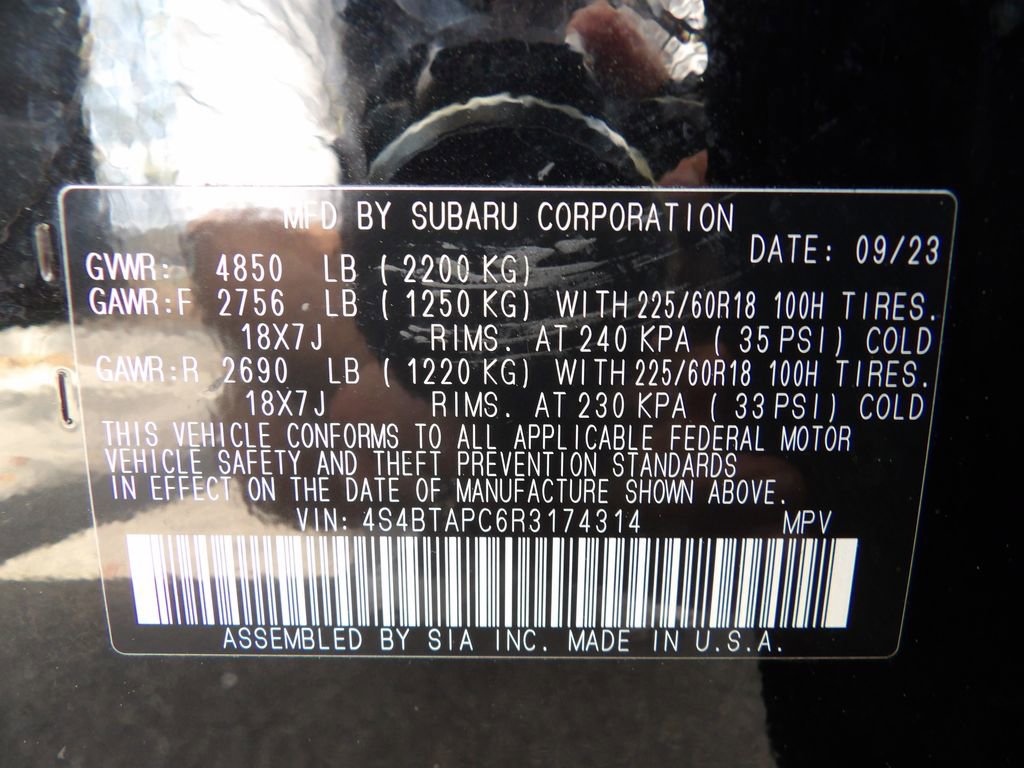 MFD BY SUBARU CORPORATION
DATE: 09/23
GVWR: 4850 LB (2200 KG)
GAWR:F 2756 LB (1250 KG) WITH 225/60R18 100H TIRES.
18X7J RIMS. AT 240 KPA (35 PSI) COLD
GAWR:R 2690 LB (1220 KG) WITH 225/60R18 100H TIRES.
18X7J RIMS. AT 230 KPA (33 PSI) COLD
THIS VEHICLE CONFORMS TO ALL APPLICABLE FEDERAL MOTOR
VEHICLE SAFETY AND THEFT PREVENTION STANDARDS
IN EFFECT ON THE DATE OF MANUFACTURE SHOWN ABOVE.
VIN: 4S4BTAPC6R3174314 MPV
ASSEMBLED BY SIA INC. MADE IN U.S.A.